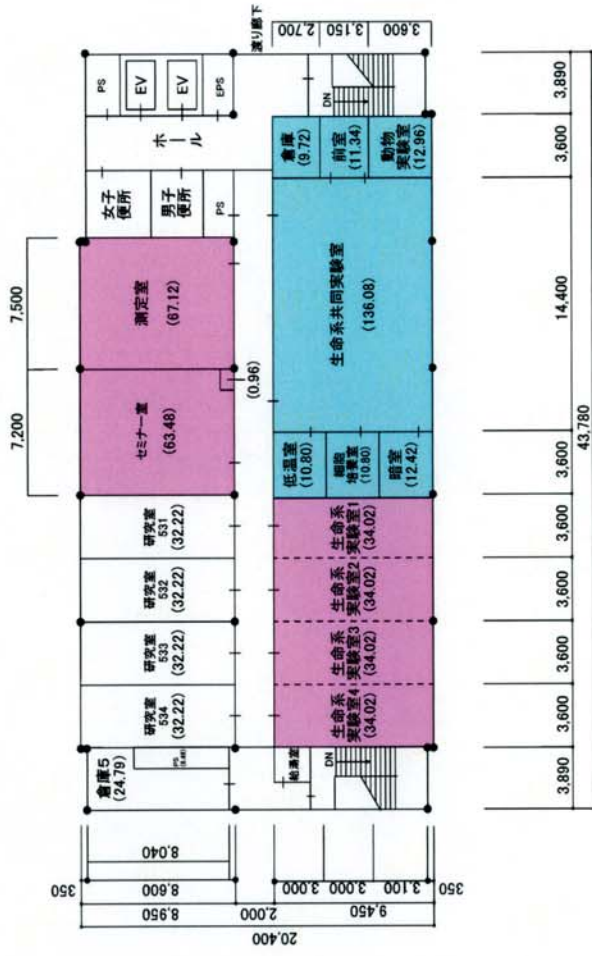 7,200
7,500
倉庫5
(24.79)
PS
研究室
534
(32.22)
研究室
533
(32.22)
研究室
532
(32.22)
研究室
531
(32.22)
セミナー室
(63.48)
測定室
(67.12)
女子
便所
男子
便所
PS
ホール
PS
EV
EV
EPS
(0.96)
渡り廊下
給湯室
DN
生命系
実験室4
(34.02)
生命系
実験室3
(34.02)
生命系
実験室2
(34.02)
生命系
実験室1
(34.02)
低温室
(10.80)
細胞
培養室
(10.80)
暗室
(12.42)
生命系共同実験室
(136.08)
倉庫
(9.72)
前室
(11.34)
動物
実験室
(12.96)
DN
2,700
3,150
3,600
350
8,040
8,600
8,950
2,000
3,000
3,000
3,100
9,450
350
20,400
3,890
3,600
3,600
3,600
3,600
3,600
14,400
3,600
3,890
43,780